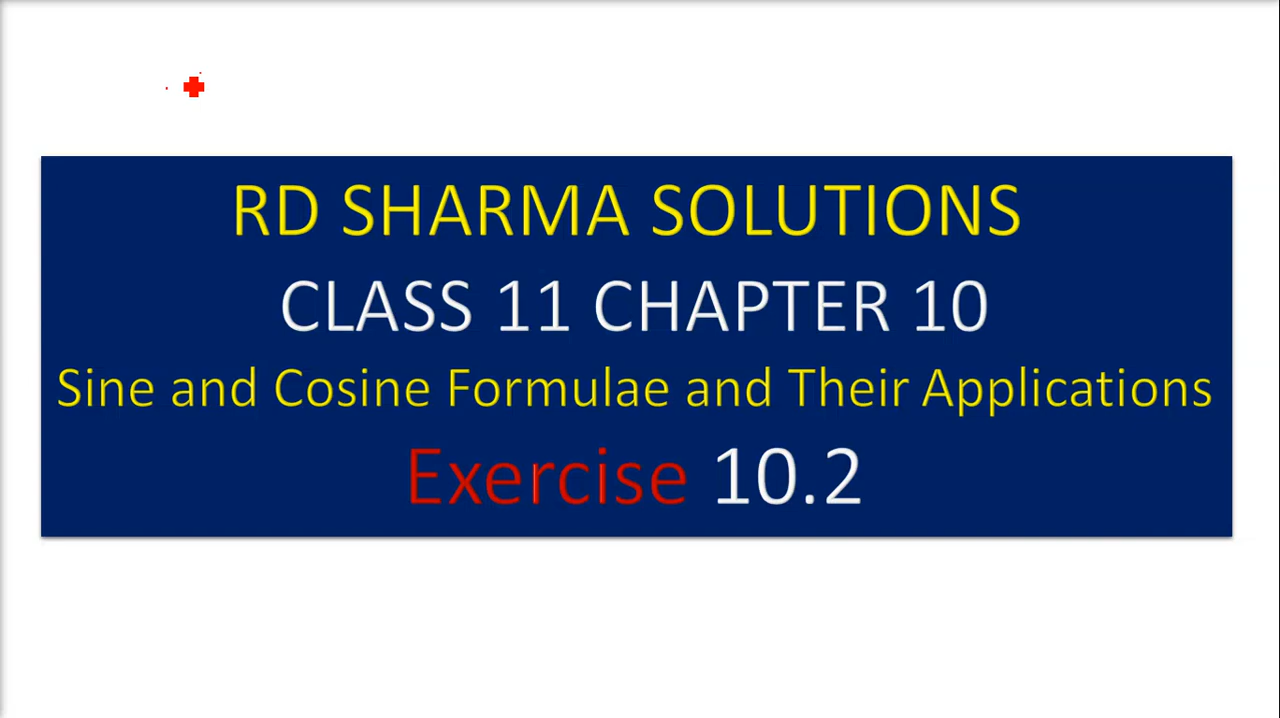 RD SHARMA SOLUTIONS
CLASS 11 CHAPTER 10
Sine and Cosine Formulae and Their Applications
Exercise 10.2